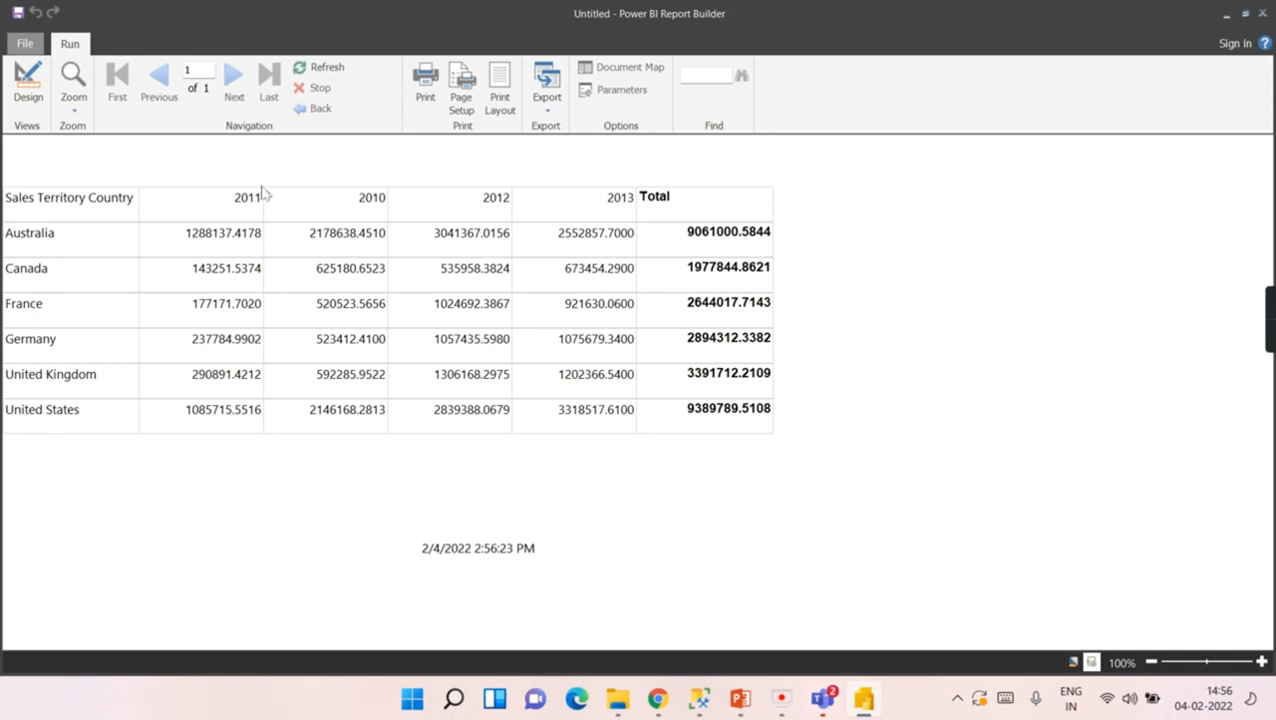 Untitled - Power BI Report Builder
File Run Sign in ?
Design Zoom First Previous 1 of 1 Next Last Refresh Stop Back Print Page Setup Print Layout Export Document Map Parameters
Views Zoom Navigation Print Export Options Find
Sales Territory Country 2011 2010 2012 2013 Total
Australia 1288137.4178 2178638.4510 3041367.0156 2552857.7000 9061000.5844
Canada 143251.5374 625180.6523 535958.3824 673454.2900 1977844.8621
France 177171.7020 520523.5656 1024692.3867 921630.0600 2644017.7143
Germany 237784.9902 523412.4100 1057435.5980 1075679.3400 2894312.3382
United Kingdom 290891.4212 592285.9522 1306168.2975 1202366.5400 3391712.2109
United States 1085715.5516 2146168.2813 2839388.0679 3318517.6100 9389789.5108
2/4/2022 2:56:23 PM
100%
2 ENG 14:56
IN 04-02-2022